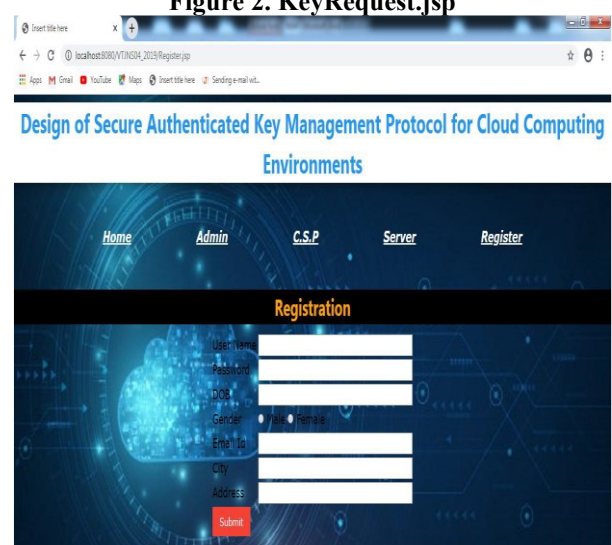 Figure 2. KeyRequest.jsp
Insert title here
localhost:8080/VTJNS04_2019/Register.jsp
Apps Gmail YouTube Maps Insert title here Sending e-mail wit...
Design of Secure Authenticated Key Management Protocol for Cloud Computing
Environments
Home Admin C.S.P Server Register
Registration
User Name
Password
DOB
Gender Male Female
Email Id
City
Address
Submit